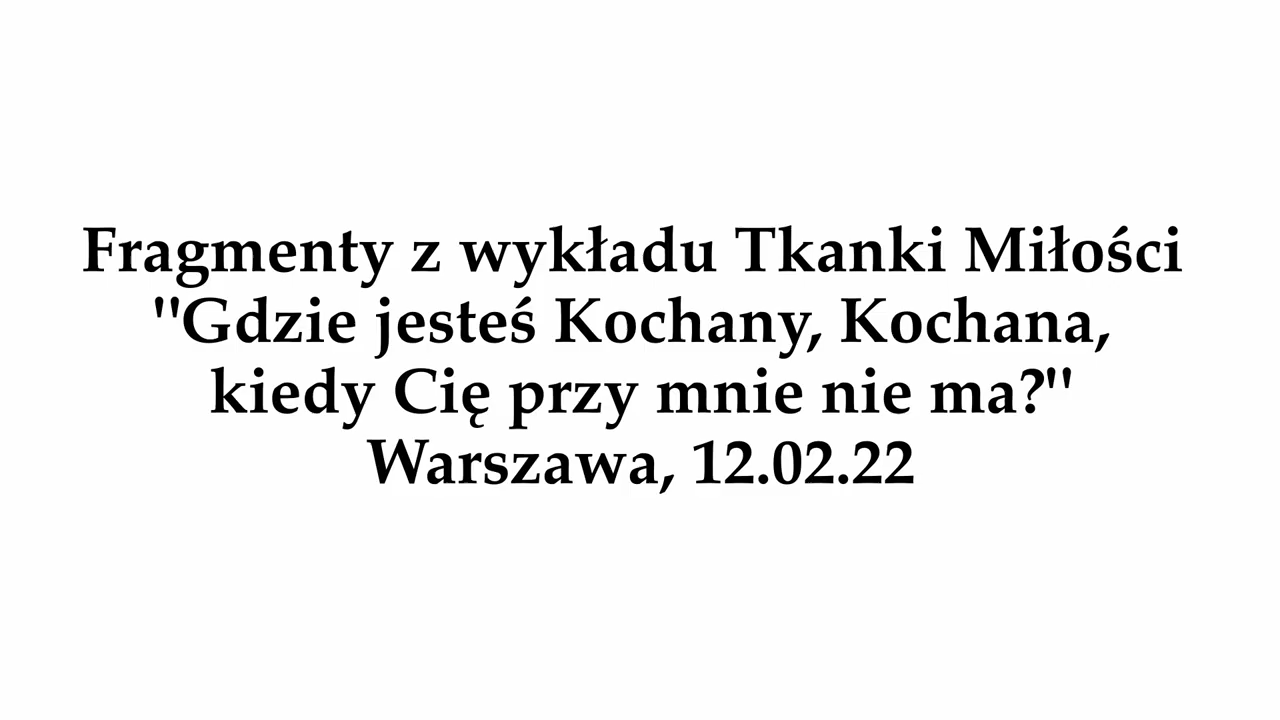 Fragmenty z wykładu Tkanki Miłości
"Gdzie jesteś Kochany, Kochana,
kiedy Cię przy mnie nie ma?"
Warszawa, 12.02.22